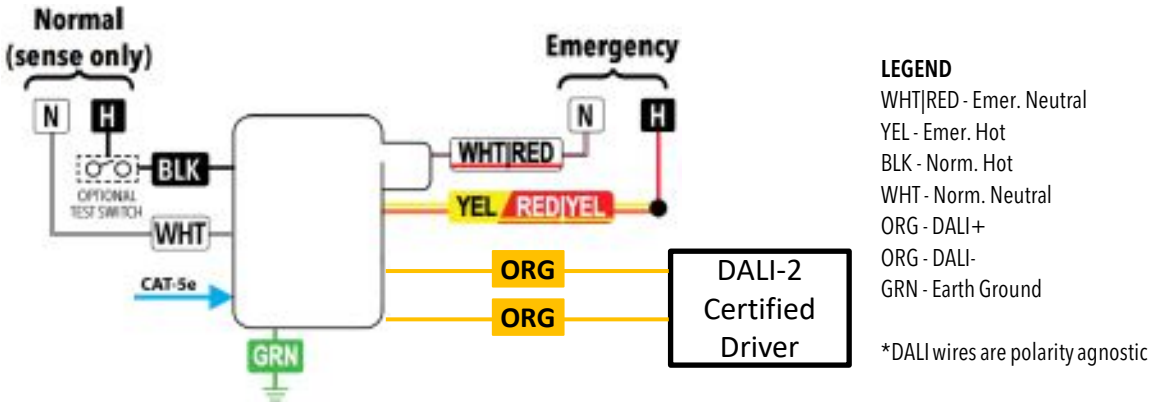 Normal
(sense only)
N
H
OPTIONAL
TEST SWITCH
BLK
WHT
CAT-5e
GRN
Emergency
N
H
WHT|RED
YEL
RED|YEL
ORG
ORG
DALI-2
Certified
Driver
LEGEND
WHT|RED - Emer. Neutral
YEL - Emer. Hot
BLK - Norm. Hot
WHT - Norm. Neutral
ORG - DALI+
ORG - DALI-
GRN - Earth Ground
*DALI wires are polarity agnostic